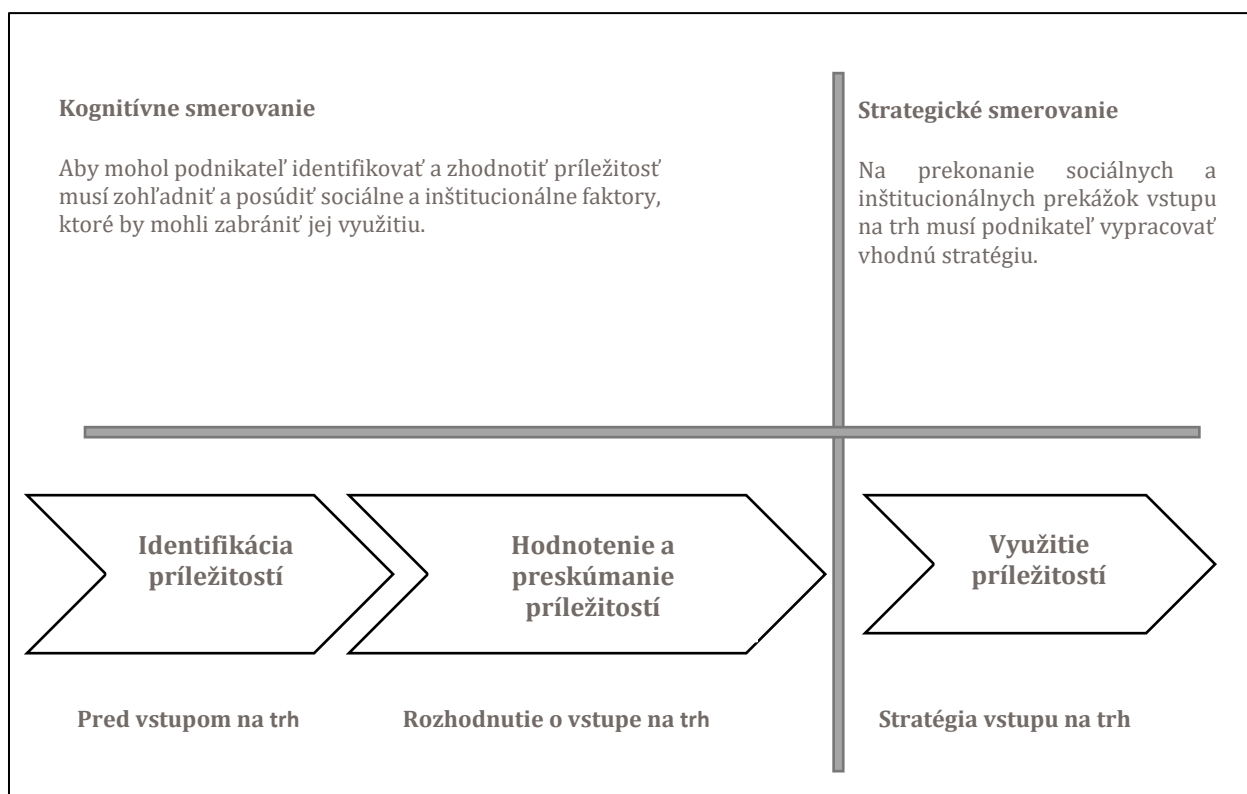 Kognitívne smerovanie
Aby mohol podnikateľ identifikovať a zhodnotiť príležitosť
musí zohľadniť a posúdiť sociálne a inštitucionálne faktory,
ktoré by mohli zabrániť jej využitiu.
Strategické smerovanie
Na prekonanie sociálnych a
inštitucionálnych prekážok vstupu
na trh musí podnikateľ vypracovať
vhodnú stratégiu.
Identifikácia
príležitostí
Hodnotenie a
preskúmanie
príležitostí
Využitie
príležitostí
Pred vstupom na trh
Rozhodnutie o vstupe na trh
Stratégia vstupu na trh